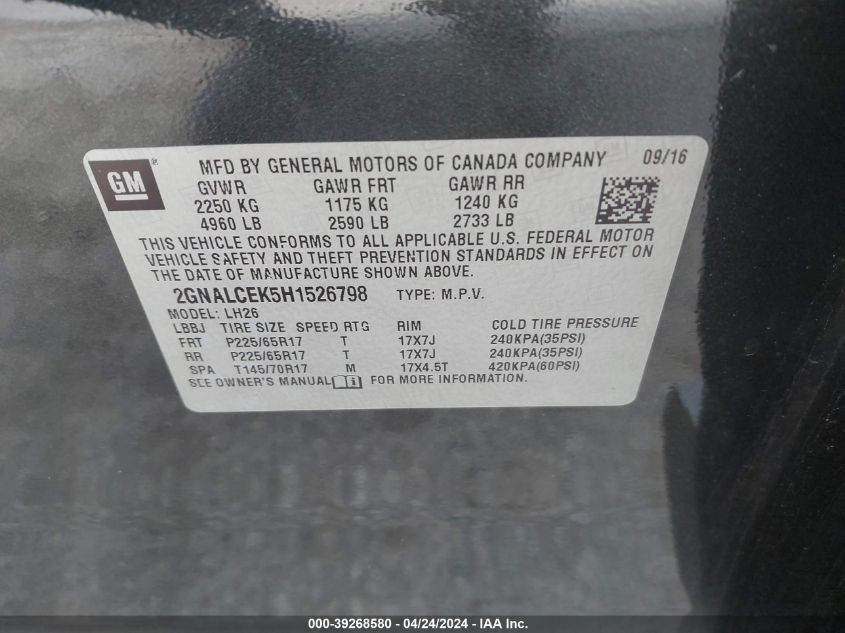 GM ® MFD BY GENERAL MOTORS OF CANADA COMPANY 09/16
GVWR GAWR FRT GAWR RR
2250 KG 1175 KG 1240 KG
4960 LB 2590 LB 2733 LB
THIS VEHICLE CONFORMS TO ALL APPLICABLE U.S. FEDERAL MOTOR
VEHICLE SAFETY AND THEFT PREVENTION STANDARDS IN EFFECT ON
THE DATE OF MANUFACTURE SHOWN ABOVE.
2GNALCEK5H1526798 TYPE: M.P.V.
MODEL: LH26
LBBJ TIRE SIZE SPEED RTG RIM COLD TIRE PRESSURE
FRT P225/65R17 T 17X7J 240KPA(35PSI)
RR P225/65R17 T 17X7J 240KPA(35PSI)
SPA T145/70R17 M 17X4.5T 420KPA(60PSI)
SEE OWNER'S MANUAL FOR MORE INFORMATION.
000-39268580 - 04/24/2024 - IAA Inc.